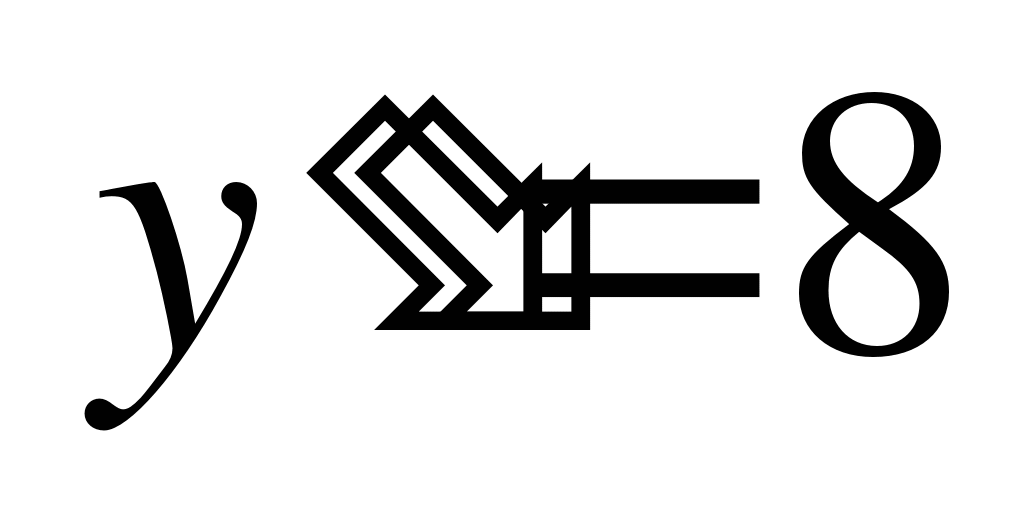 y = 8